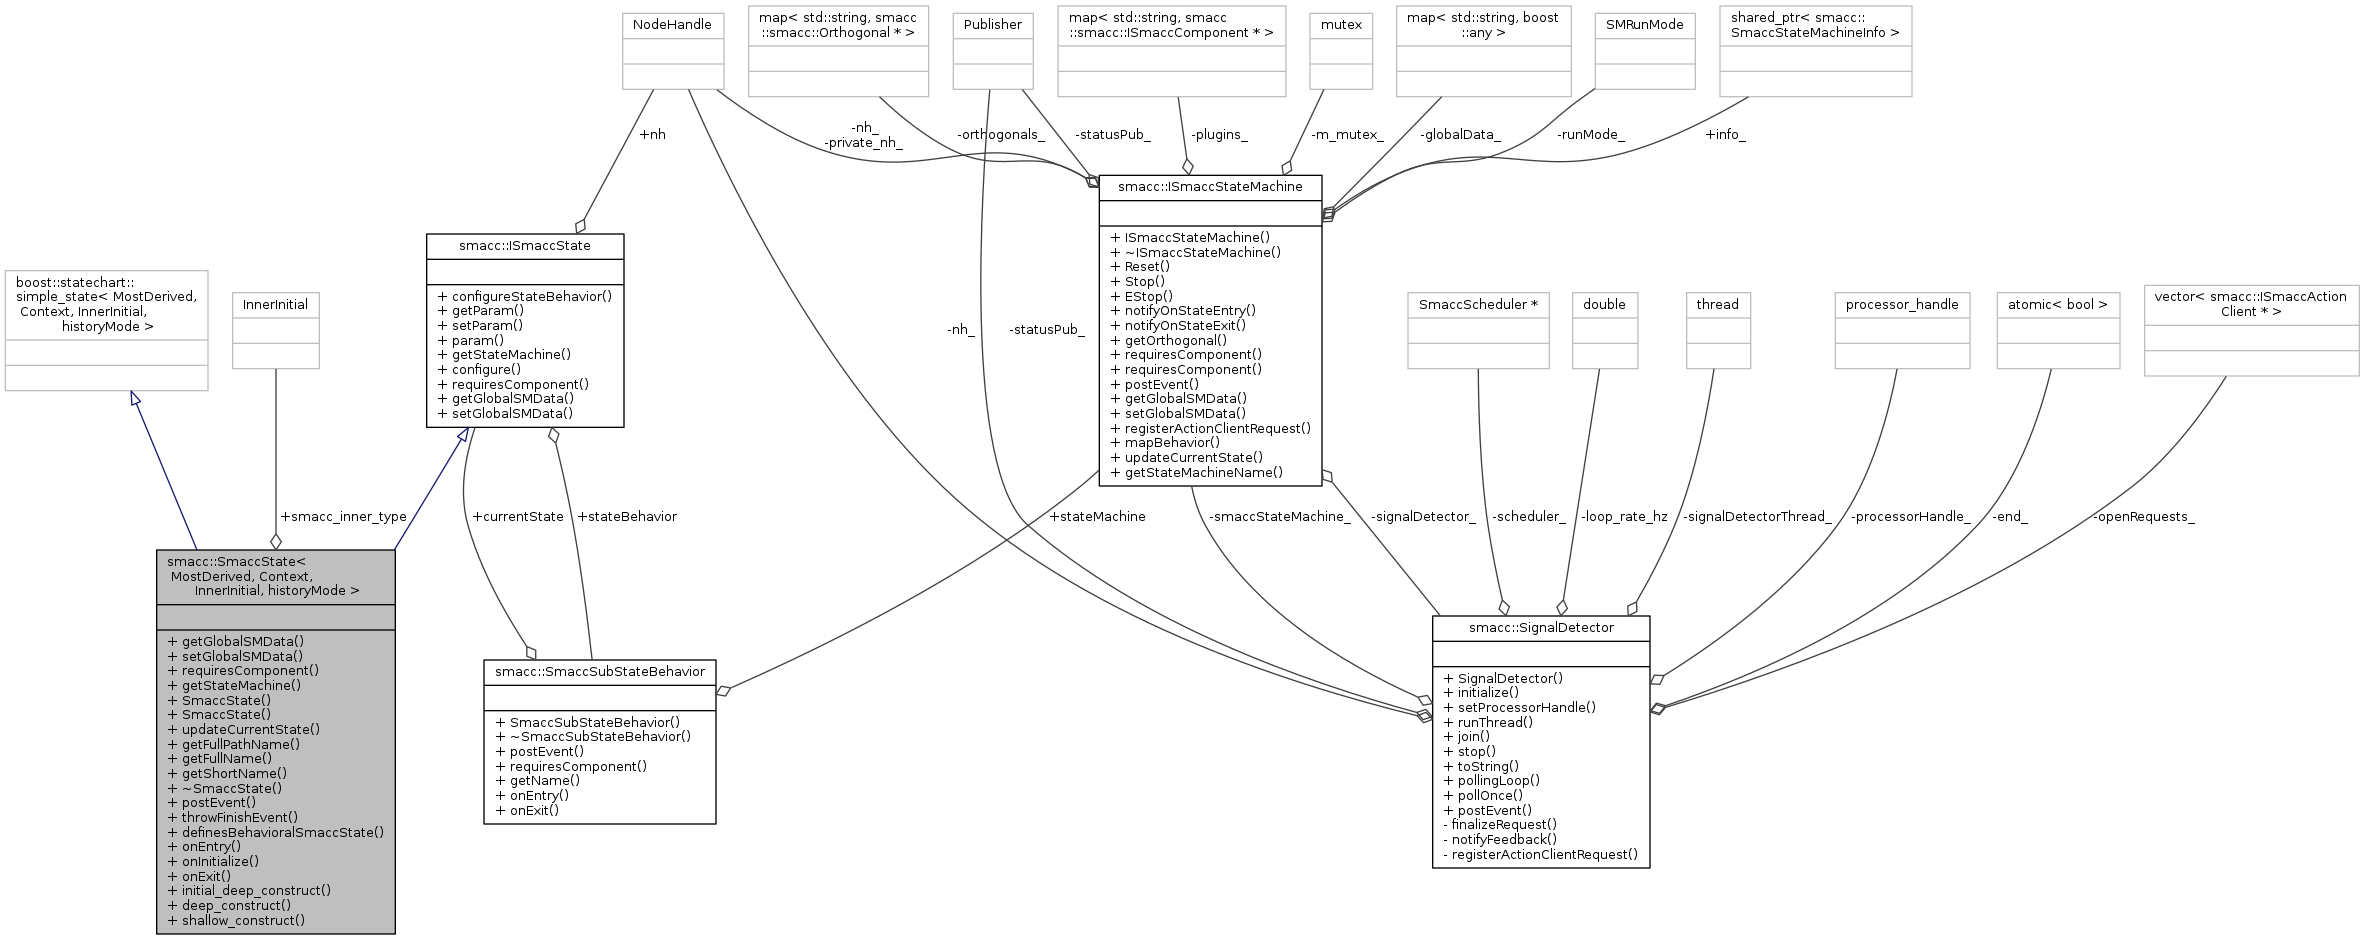 NodeHandle
map< std::string, smacc
::smacc::Orthogonal * >
Publisher
map< std::string, smacc
::smacc::ISmaccComponent * >
mutex
map< std::string, boost
::any >
SMRunMode
shared_ptr< smacc::
SmaccStateMachineInfo >
+nh
-nh_
-private_nh_
-orthogonals_
-statusPub_
-plugins_
-m_mutex_
-globalData_
-runMode_
+info_
smacc::ISmaccStateMachine
+ ISmaccStateMachine()
+ ~ISmaccStateMachine()
+ Reset()
+ Stop()
+ EStop()
+ notifyOnStateEntry()
+ notifyOnStateExit()
+ getOrthogonal()
+ requiresComponent()
+ requiresComponent()
+ postEvent()
+ getGlobalSMData()
+ setGlobalSMData()
+ registerActionClientRequest()
+ mapBehavior()
+ updateCurrentState()
+ getStateMachineName()
smacc::ISmaccState
+ configureStateBehavior()
+ getParam()
+ setParam()
+ param()
+ getStateMachine()
+ configure()
+ requiresComponent()
+ getGlobalSMData()
+ setGlobalSMData()
boost::statechart::
simple_state< MostDerived,
Context, InnerInitial,
historyMode >
InnerInitial
-nh_
-statusPub_
SmaccScheduler *
double
thread
processor_handle
atomic< bool >
vector< smacc::ISmaccAction
Client * >
+smacc_inner_type
+currentState
+stateBehavior
+stateMachine
-smaccStateMachine_
-signalDetector_
-scheduler_
-loop_rate_hz
-signalDetectorThread_
-processorHandle_
-end_
-openRequests_
smacc::SmaccState<
MostDerived, Context,
InnerInitial, historyMode >
+ getGlobalSMData()
+ setGlobalSMData()
+ requiresComponent()
+ getStateMachine()
+ SmaccState()
+ SmaccState()
+ updateCurrentState()
+ getFullPathName()
+ getFullName()
+ getShortName()
+ ~SmaccState()
+ postEvent()
+ throwFinishEvent()
+ definesBehavioralSmaccState()
+ onEntry()
+ onInitialize()
+ onExit()
+ initial_deep_construct()
+ deep_construct()
+ shallow_construct()
smacc::SmaccSubStateBehavior
+ SmaccSubStateBehavior()
+ ~SmaccSubStateBehavior()
+ postEvent()
+ requiresComponent()
+ getName()
+ onEntry()
+ onExit()
smacc::SignalDetector
+ SignalDetector()
+ initialize()
+ setProcessorHandle()
+ runThread()
+ join()
+ stop()
+ toString()
+ pollingLoop()
+ pollOnce()
+ postEvent()
- finalizeRequest()
- notifyFeedback()
- registerActionClientRequest()